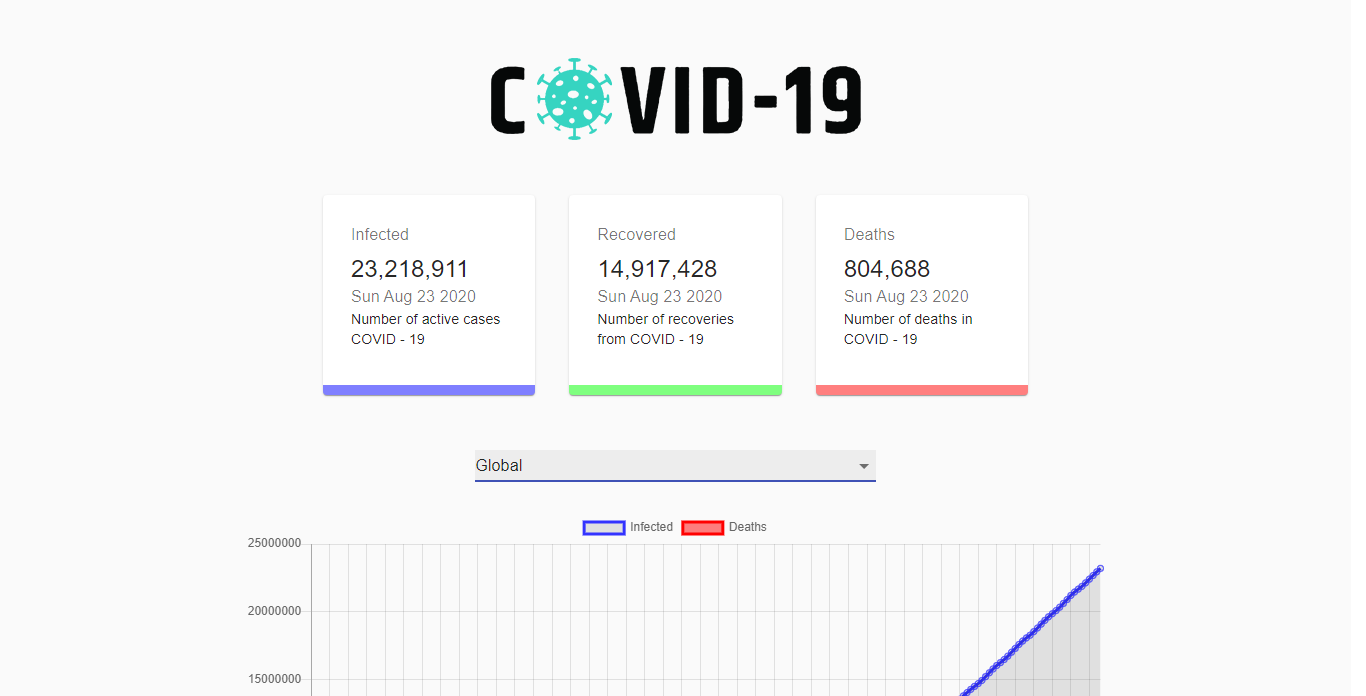 COVID-19
Infected
23,218,911
Sun Aug 23 2020
Number of active cases
COVID - 19
Recovered
14,917,428
Sun Aug 23 2020
Number of recoveries
from COVID - 19
Deaths
804,688
Sun Aug 23 2020
Number of deaths in
COVID - 19
Global
Infected Deaths
25000000
20000000
15000000